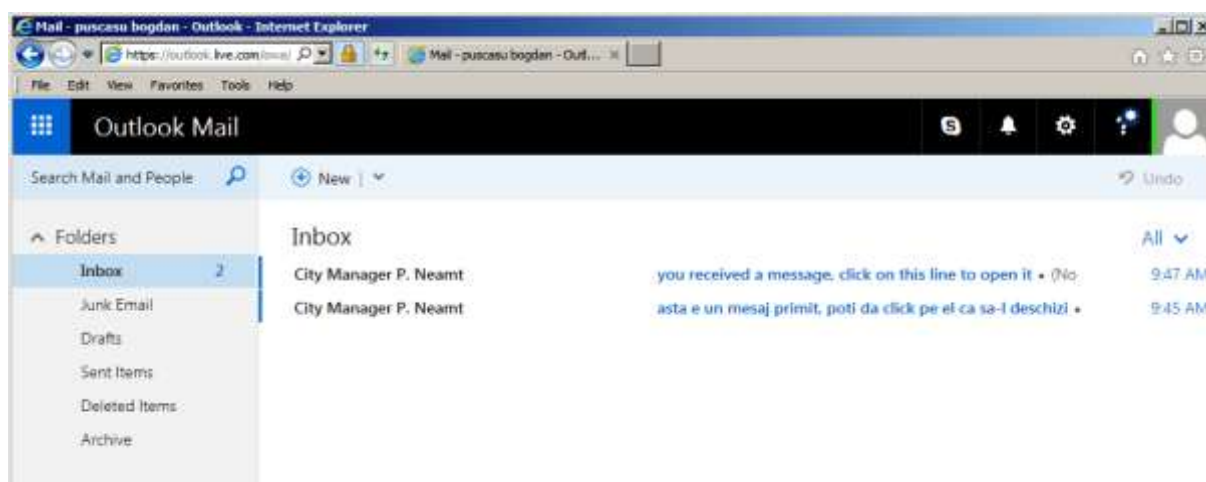 Mail - puscasu bogdan - Outlook - Internet Explorer
https://outlook.live.com/owa/ Mail - puscasu bogdan - Outl...
File Edit View Favorites Tools Help
Outlook Mail
Search Mail and People New Undo
Folders Inbox All
Inbox 2 City Manager P. Neamt you received a message, click on this line to open it • (No 9:47 AM
Junk Email City Manager P. Neamt asta e un mesaj primit, poti da click pe el ca sa-l deschizi • 9:45 AM
Drafts
Sent Items
Deleted Items
Archive